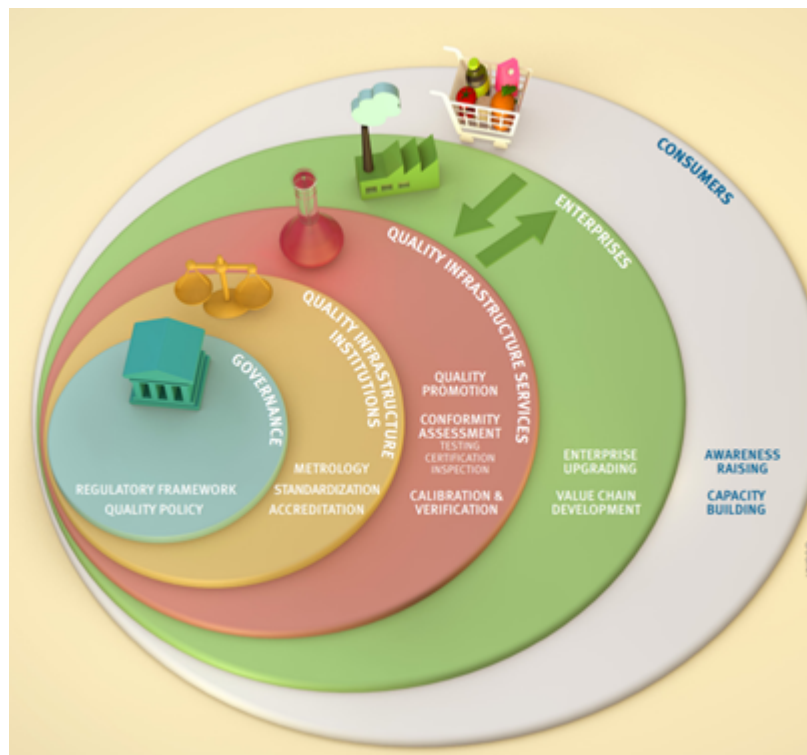 CONSUMERS
ENTERPRISES
QUALITY INFRASTRUCTURE SERVICES
QUALITY INFRASTRUCTURE
INSTITUTIONS
GOVERNANCE
REGULATORY FRAMEWORK
QUALITY POLICY
METROLOGY
STANDARDIZATION
ACCREDITATION
QUALITY
PROMOTION
CONFORMITY
ASSESSMENT
TESTING
CERTIFICATION
INSPECTION
CALIBRATION &
VERIFICATION
ENTERPRISE
UPGRADING
VALUE CHAIN
DEVELOPMENT
AWARENESS
RAISING
CAPACITY
BUILDING